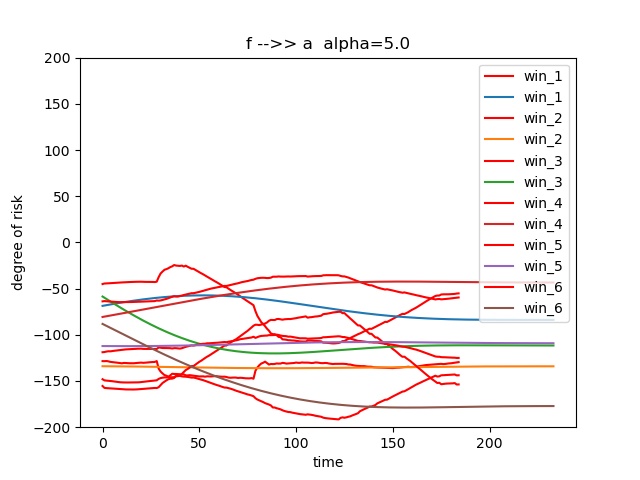 f -->> a  alpha=5.0
degree of risk
200
150
100
50
0
−50
−100
−150
−200
0
50
100
150
200
time
win_1
win_1
win_2
win_2
win_3
win_3
win_4
win_4
win_5
win_5
win_6
win_6